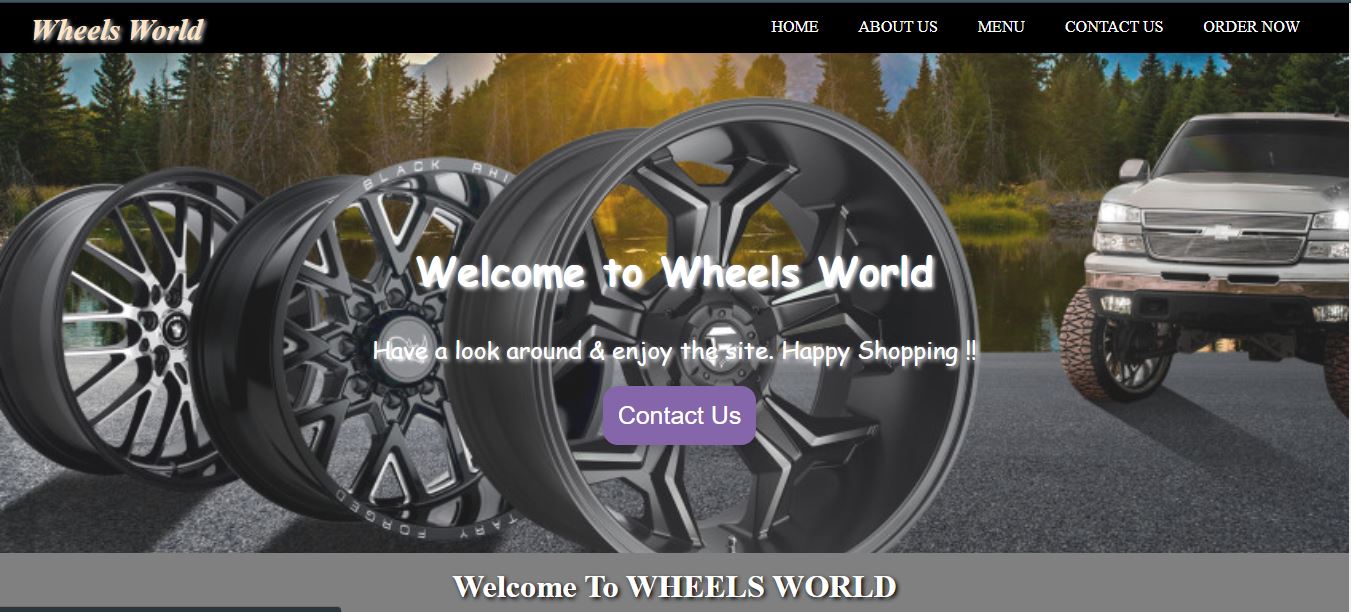 Wheels World
HOME ABOUT US MENU CONTACT US ORDER NOW
BLACK RHI
Welcome to Wheels World
Have a look around & enjoy the site. Happy Shopping !!
Contact Us
TARY FORGED
Welcome To WHEELS WORLD